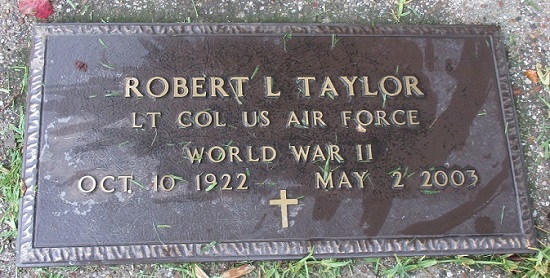 ROBERT L TAYLOR
LT COL US AIR FORCE
WORLD WAR II
OCT 10 1922 MAY 2 2003